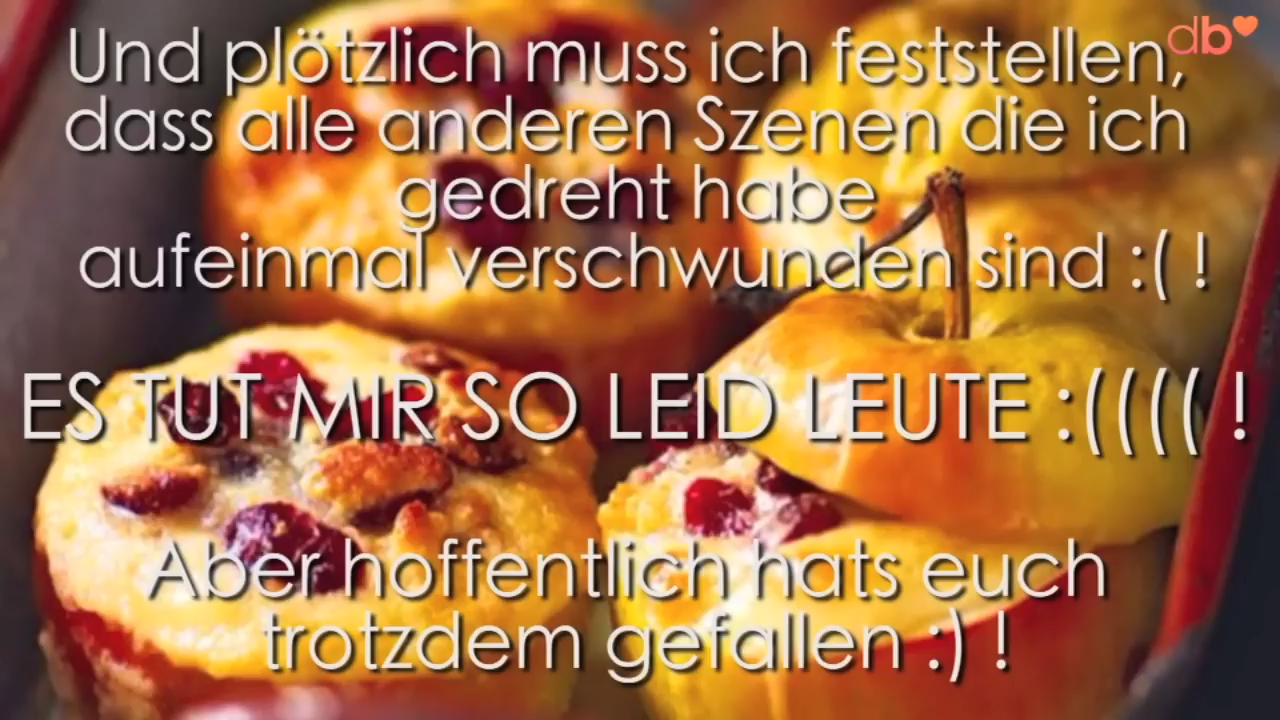 db
Und plötzlich muss ich feststellen,
dass alle anderen Szenen die ich
gedreht habe
aufeinmal verschwunden sind :( !
ES TUT MIR SO LEID LEUTE :(((( !
Aber hoffentlich hats euch
trotzdem gefallen :) !